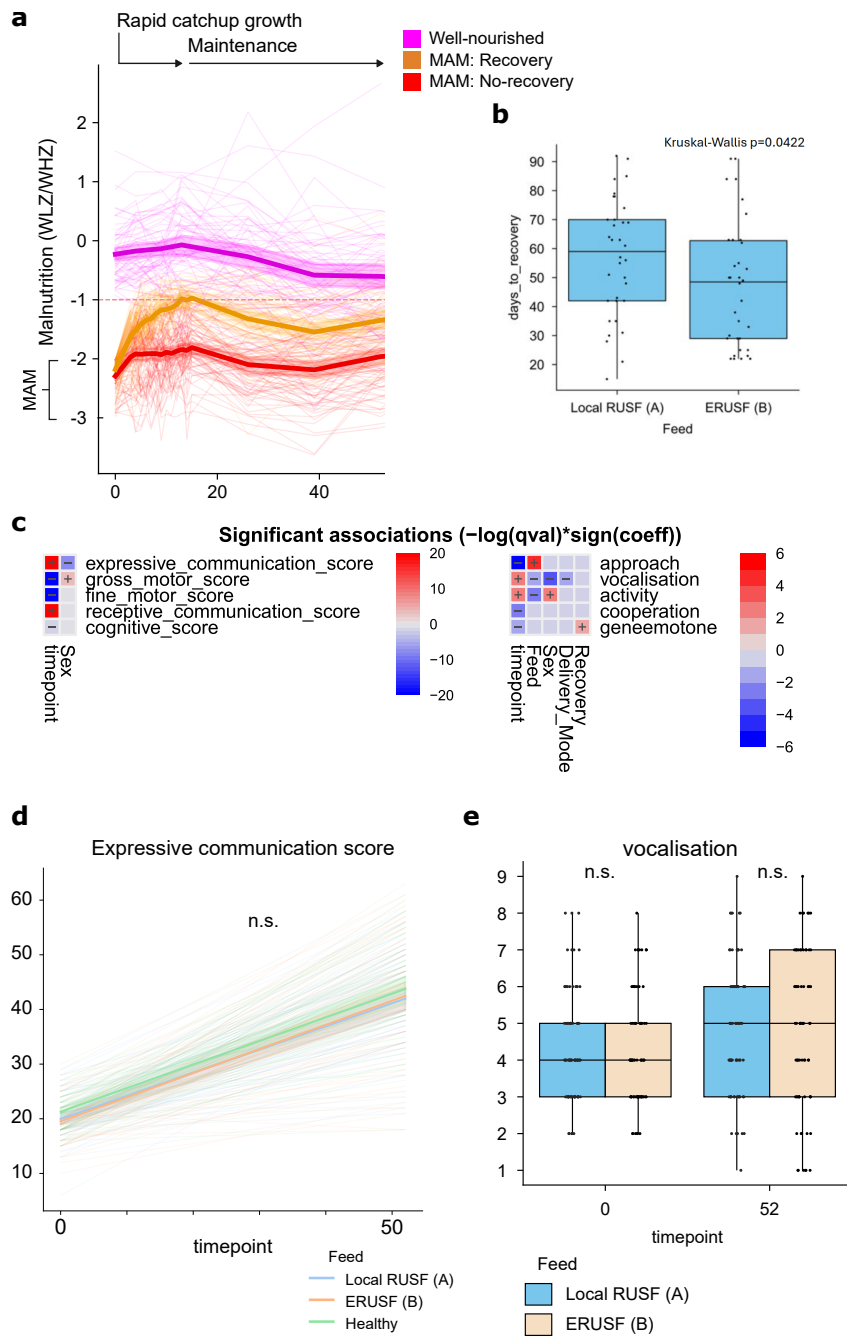 a
Rapid catchup growth
Maintenance
Well-nourished
MAM: Recovery
MAM: No-recovery
Malnutrition (WLZ/WHZ)
MAM
2
1
0
-1
-2
-3
0
20
40
b
Kruskal-Wallis p=0.0422
days_to_recovery
90
80
70
60
50
40
30
20
Local RUSF (A)
ERUSF (B)
Feed
c
Significant associations (−log(qval)*sign(coeff))
+ − expressive_communication_score
− + gross_motor_score
− fine_motor_score
+ receptive_communication_score
− cognitive_score
timepoint
Sex
20
10
0
−10
−20
− + approach
+ − − − vocalisation
+ − + activity
− cooperation
− + geneemotone
timepoint
Feed
Sex
Delivery_Mode
Recovery
6
4
2
0
−2
−4
−6
d
Expressive communication score
n.s.
60
50
40
30
20
10
0
50
timepoint
Feed
Local RUSF (A)
ERUSF (B)
Healthy
e
vocalisation
n.s.
n.s.
9
8
7
6
5
4
3
2
1
0
52
timepoint
Feed
Local RUSF (A)
ERUSF (B)